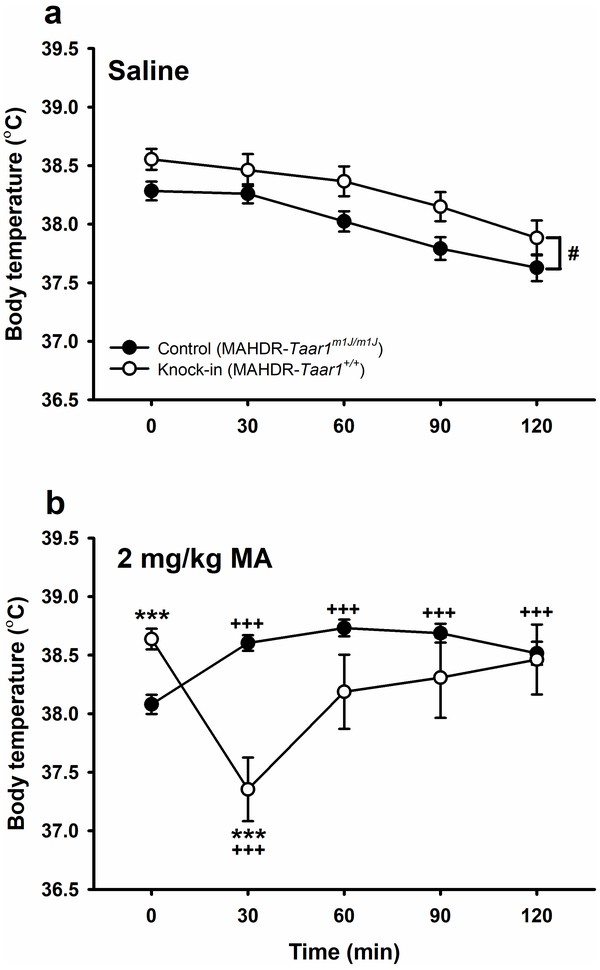 a
Saline
Body temperature (°C)
39.5
39.0
38.5
38.0
37.5
37.0
36.5
#
Control (MAHDR-Taar1m1J/m1J)
Knock-in (MAHDR-Taar1+/+)
0 30 60 90 120
b
2 mg/kg MA
Body temperature (°C)
39.5
39.0
38.5
38.0
37.5
37.0
36.5
*** +++ +++ +++ +++
***
+++
0 30 60 90 120
Time (min)